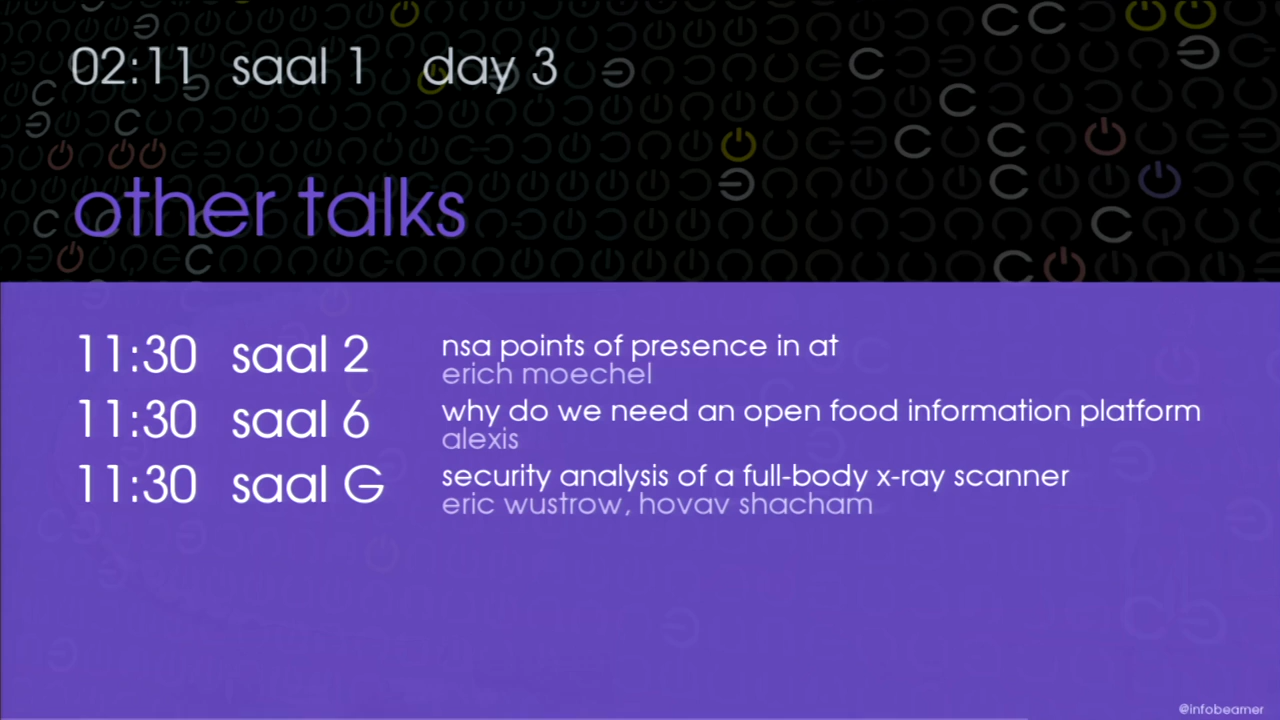 02:11 saal 1 day 3
other talks
11:30 saal 2 nsa points of presence in at
erich moechel
11:30 saal 6 why do we need an open food information platform
alexis
11:30 saal G security analysis of a full-body x-ray scanner
eric wustrow, hovav shacham
@infobeamer